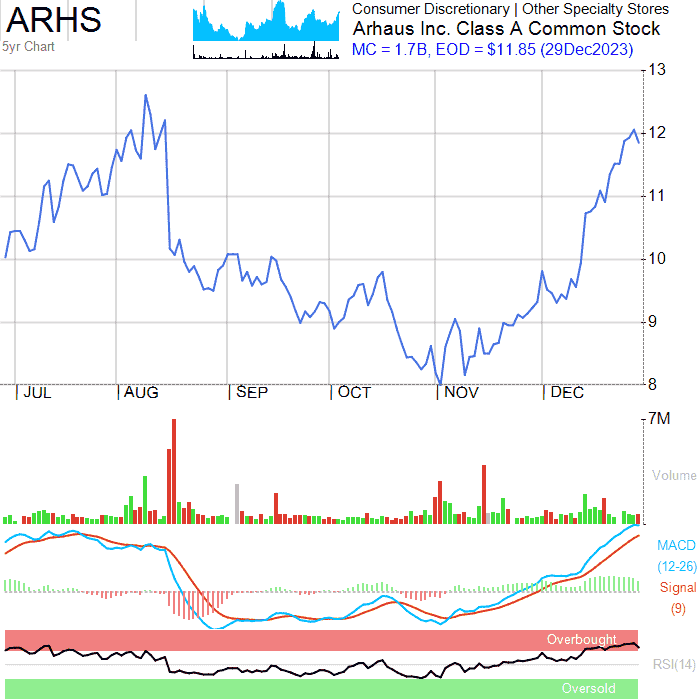 ARHS
5yr Chart
Consumer Discretionary | Other Specialty Stores
Arhaus Inc. Class A Common Stock
MC = 1.7B, EOD = $11.85 (29Dec2023)
13
12
11
10
9
8
JUL AUG SEP OCT NOV DEC
7M
Volume
MACD
(12-26)
Signal
(9)
Overbought
RSI(14)
Oversold